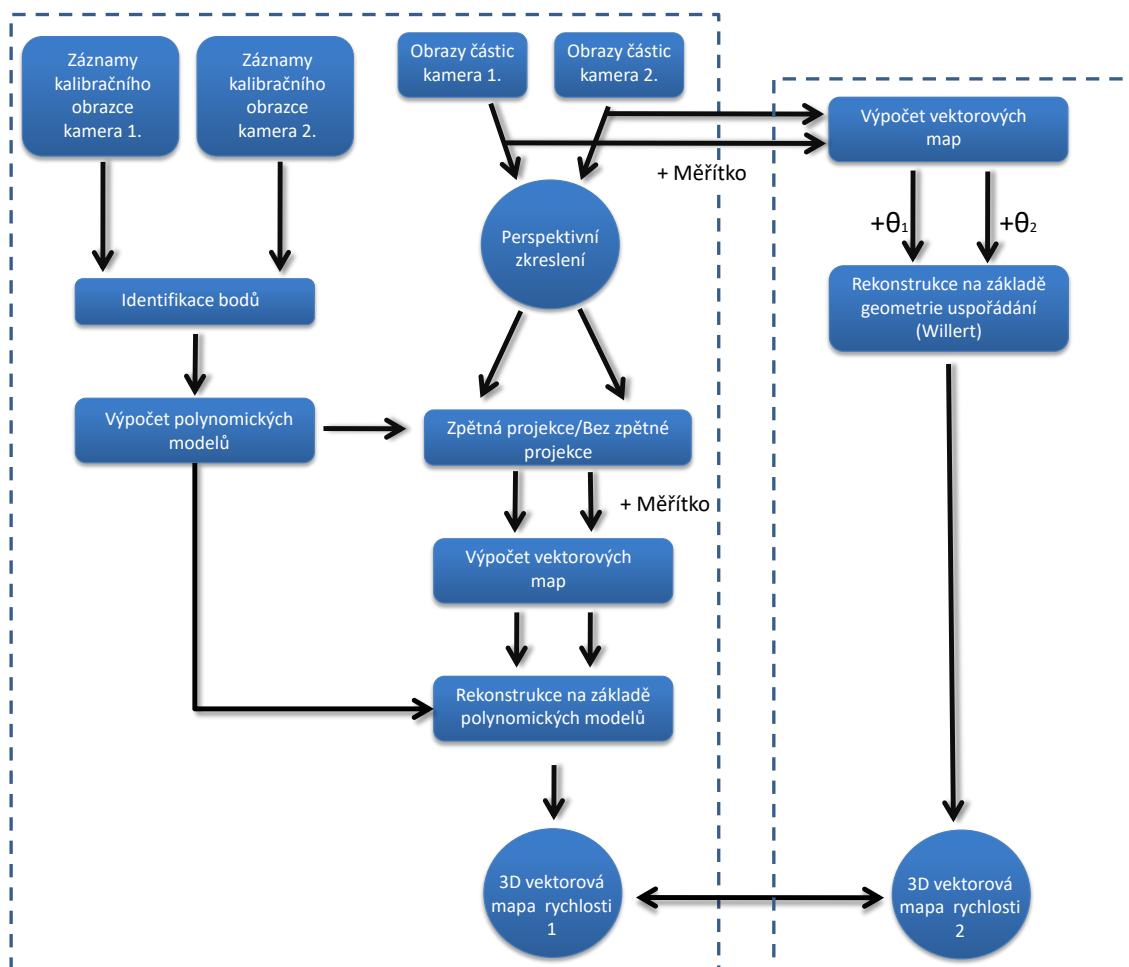 Záznamy
kalibračního
obrazce
kamera 1.
Záznamy
kalibračního
obrazce
kamera 2.
Obrazy částic
kamera 1.
Obrazy částic
kamera 2.
Výpočet vektorových
map
+ Měřítko
+θ1
+θ2
Perspektivní
zkreslení
Identifikace bodů
Rekonstrukce na základě
geometrie uspořádání
(Willert)
Výpočet polynomických
modelů
Zpětná projekce/Bez zpětné
projekce
+ Měřítko
Výpočet vektorových
map
Rekonstrukce na základě
polynomických modelů
3D vektorová
mapa rychlosti
1
3D vektorová
mapa rychlosti
2